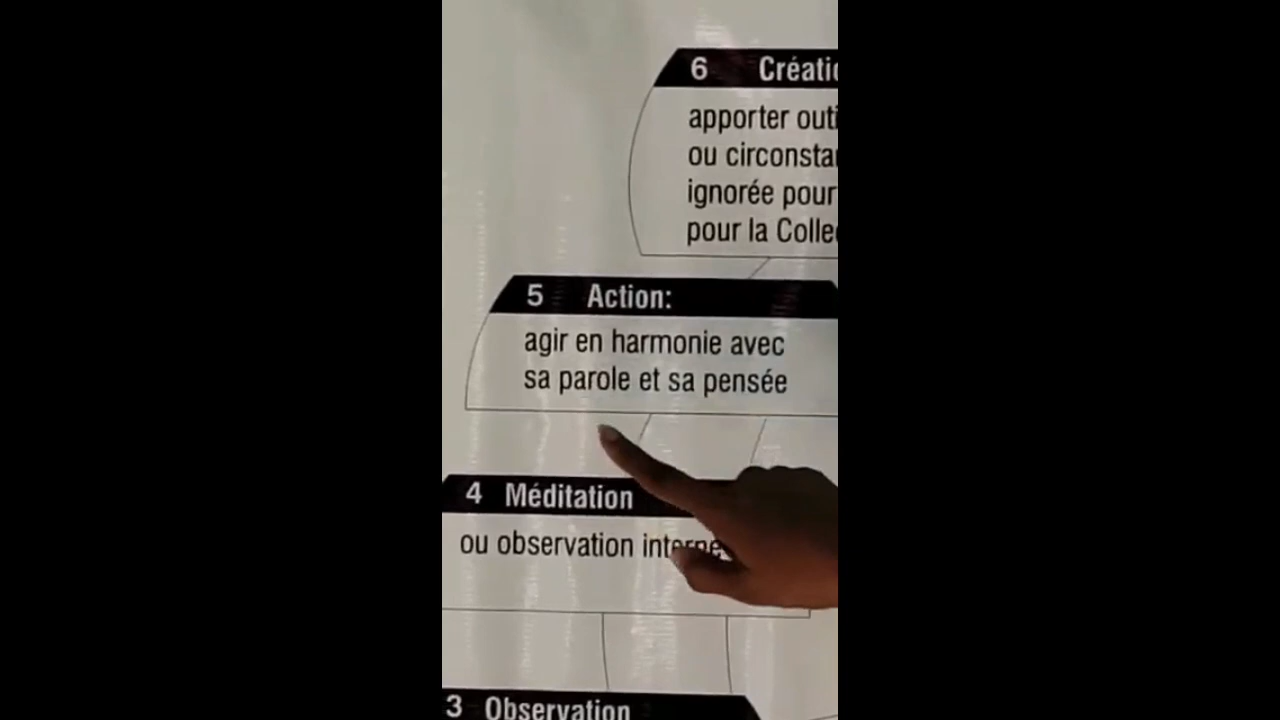 6 Créatio
apporter outi
ou circonsta
ignorée pour
pour la Colle
5 Action:
agir en harmonie avec
sa parole et sa pensée
4 Méditation
ou observation interne
3 Observation